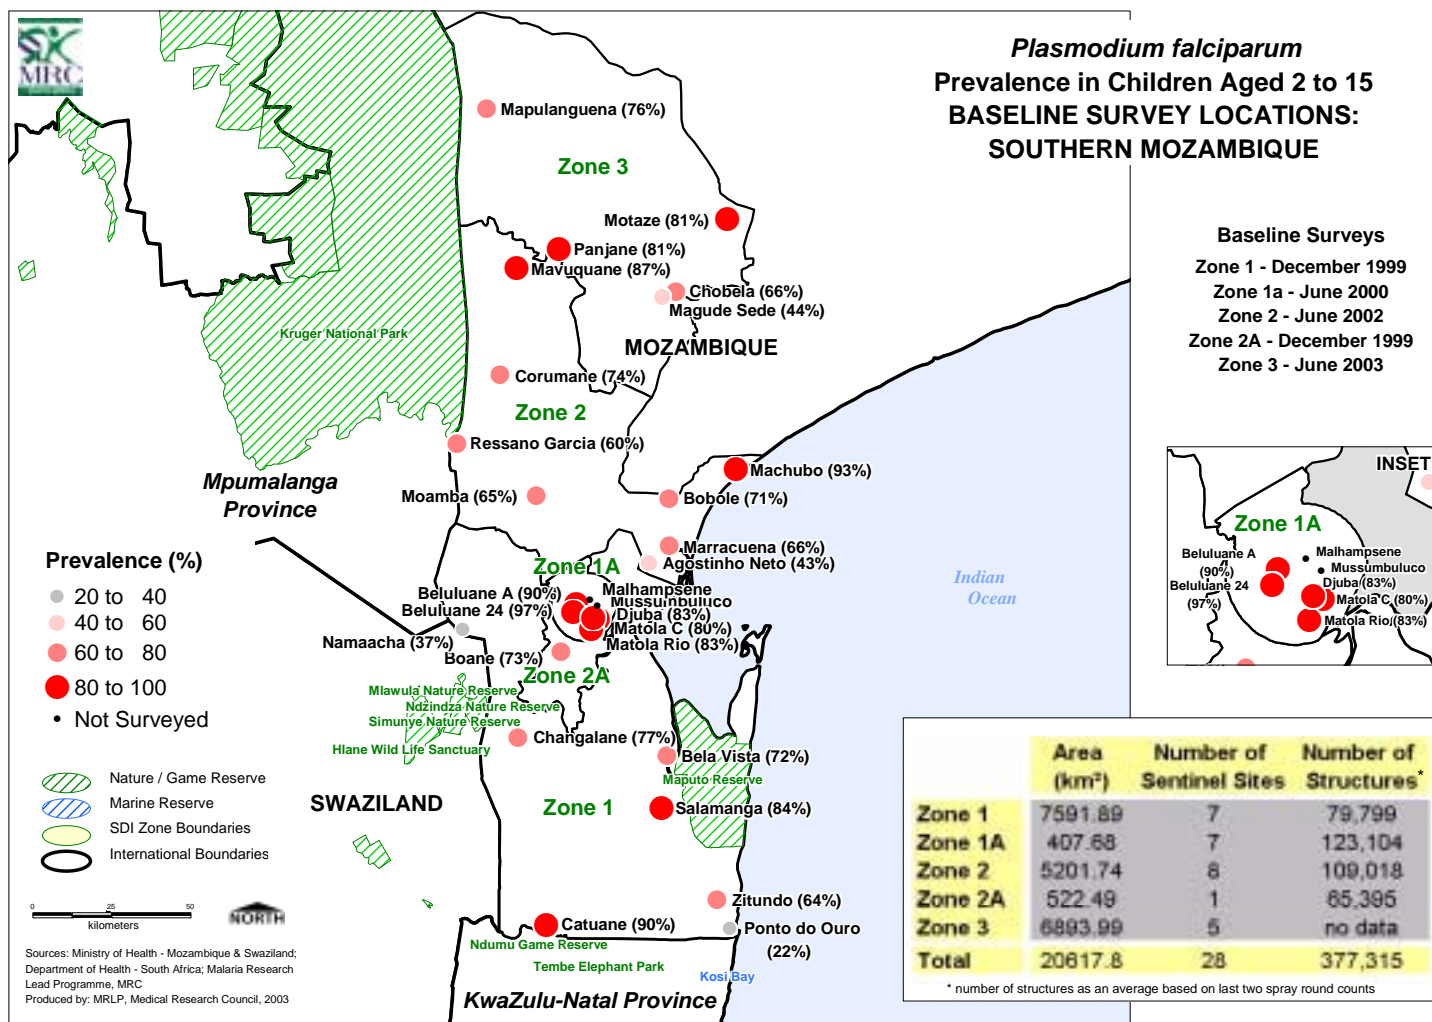 MRC
Plasmodium falciparum
Prevalence in Children Aged 2 to 15
BASELINE SURVEY LOCATIONS:
SOUTHERN MOZAMBIQUE
Baseline Surveys
Zone 1 - December 1999
Zone 1a - June 2000
Zone 2 - June 2002
Zone 2A - December 1999
Zone 3 - June 2003
Mapulanguena (76%)
Zone 3
Motaze (81%)
Panjane (81%)
Mavuquane (87%)
Chobela (66%)
Magude Sede (44%)
Kruger National Park
MOZAMBIQUE
Corumane (74%)
Zone 2
Ressano Garcia (60%)
Machubo (93%)
Mpumalanga
Province
Moamba (65%)
Bobole (71%)
Marracuena (66%)
Agostinho Neto (43%)
Zone 1A
Indian
Ocean
Beluluane A (90%)
Malhampsene
Mussumbuluco
Beluluane 24 (97%)
Djuba (83%)
Matola C (80%)
Matola Rio (83%)
Namaacha (37%)
Boane (73%)
Zone 2A
Mlawula Nature Reserve
Ndzindza Nature Reserve
Simunye Nature Reserve
Hlane Wild Life Sanctuary
Changalane (77%)
Bela Vista (72%)
Maputo Reserve
SWAZILAND
Zone 1
Salamanga (84%)
Zitundo (64%)
Catuane (90%)
Ponto do Ouro
(22%)
Ndumu Game Reserve
Tembe Elephant Park
Kosi Bay
KwaZulu-Natal Province
Prevalence (%)
20 to 40
40 to 60
60 to 80
80 to 100
Not Surveyed
Nature / Game Reserve
Marine Reserve
SDI Zone Boundaries
International Boundaries
0 25 50
kilometers
NORTH
Sources: Ministry of Health - Mozambique & Swaziland;
Department of Health - South Africa; Malaria Research
Lead Programme, MRC
Produced by: MRLP, Medical Research Council, 2003
INSET
Zone 1A
Beluluane A
(90%)
Malhampsene
Mussumbuluco
Beluluane 24
(97%)
Djuba (83%)
Matola C (80%)
Matola Rio (83%)
Area Number of Number of
(km²) Sentinel Sites Structures*
Zone 1 7591.89 7 79,799
Zone 1A 407.68 7 123,104
Zone 2 5201.74 8 109,018
Zone 2A 522.49 1 65,395
Zone 3 6893.99 5 no data
Total 20617.8 28 377,315
* number of structures as an average based on last two spray round counts